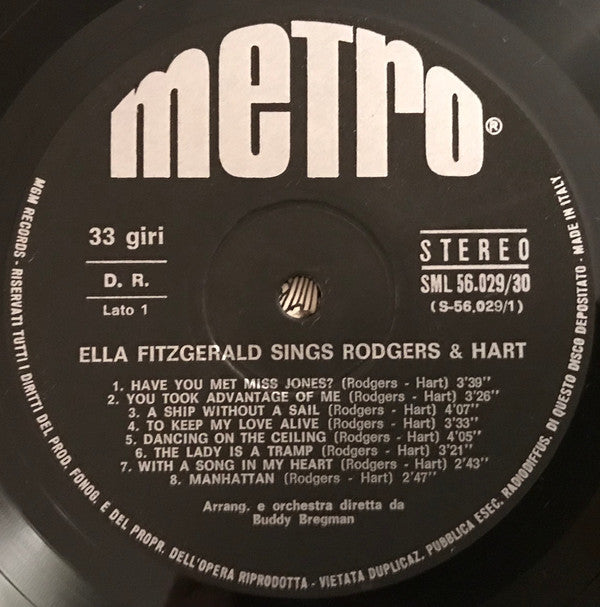 metro®
33 giri
D. R.
Lato 1
STEREO
SML 56.029/30
(S-56.029/1)
ELLA FITZGERALD SINGS RODGERS & HART
1. HAVE YOU MET MISS JONES? (Rodgers - Hart) 3'39"
2. YOU TOOK ADVANTAGE OF ME (Rodgers - Hart) 3'26"
3. A SHIP WITHOUT A SAIL (Rodgers - Hart) 4'07"
4. TO KEEP MY LOVE ALIVE (Rodgers - Hart) 3'33"
5. DANCING ON THE CEILING (Rodgers - Hart) 4'05"
6. THE LADY IS A TRAMP (Rodgers - Hart) 3'21"
7. WITH A SONG IN MY HEART (Rodgers - Hart) 2'43"
8. MANHATTAN (Rodgers - Hart) 2'47"
Arrang. e orchestra diretta da
Buddy Bregman
MGM RECORDS - RISERVATI TUTTI I DIRITTI DEL PROD. FONOG. E DEL PROPR. DELL'OPERA RIPRODOTTA - VIETATA DUPLICAZ. PUBBLICA ESEC. RADIODIFFUS. DI QUESTO DISCO DEPOSITATO - MADE IN ITALY